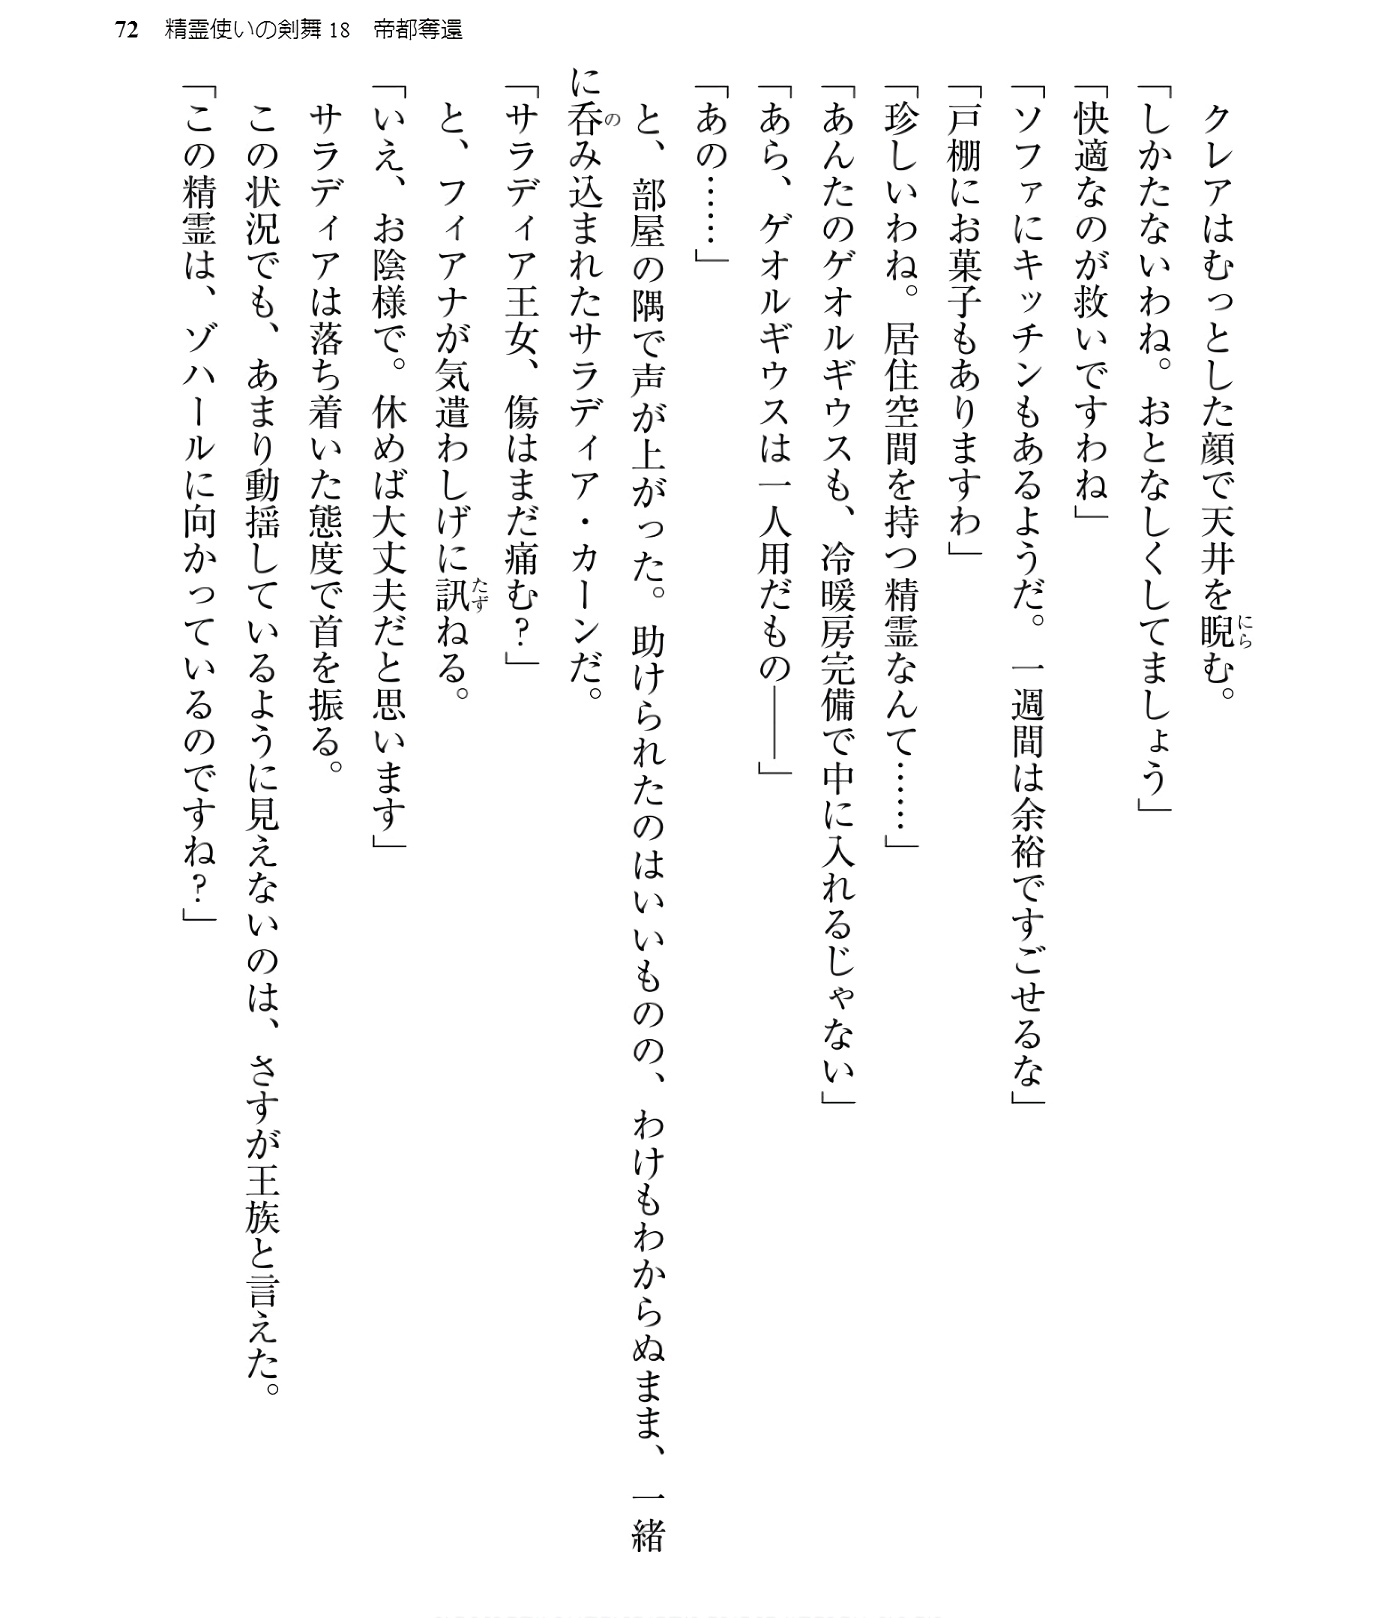 72 精霊使いの剣舞18 帝都奪還
クレアはむっとした顔で天井を睨む。
にら
「しかたないわね。おとなしくしてましょう」
「快適なのが救いですわね」
「ソファにキッチンもあるようだ。一週間は余裕ですごせるな」
「戸棚にお菓子もありますわ」
「珍しいわね。居住空間を持つ精霊なんて……」
「あんたのゲオルギウスも、冷暖房完備で中に入れるじゃない」
「あら、ゲオルギウスは一人用だもの――」
「あの……」
と、部屋の隅で声が上がった。助けられたのはいいものの、わけもわからぬまま、一緒
に呑み込まれたサラディア・カーンだ。
の
「サラディア王女、傷はまだ痛む?」
と、フィアナが気遣わしげに訊ねる。
たず
「いえ、お陰様で。休めば大丈夫だと思います」
サラディアは落ち着いた態度で首を振る。
この状況でも、あまり動揺しているように見えないのは、さすが王族と言えた。
「この精霊は、ゾハールに向かっているのですね?」